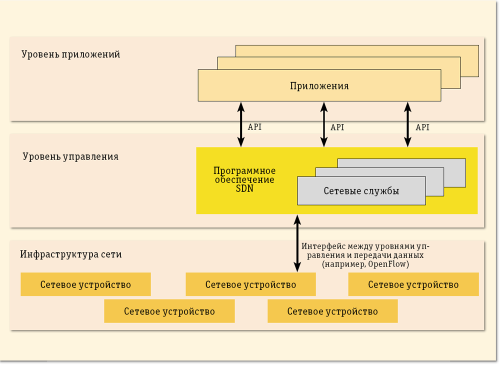 Уровень приложений
Приложения
API
API
API
Уровень управления
Программное
обеспечение
SDN
Сетевые службы
Интерфейс между уровнями уп-
равления и передачи данных
(например, OpenFlow)
Инфраструктура сети
Сетевое устройство
Сетевое устройство
Сетевое устройство
Сетевое устройство
Сетевое устройство